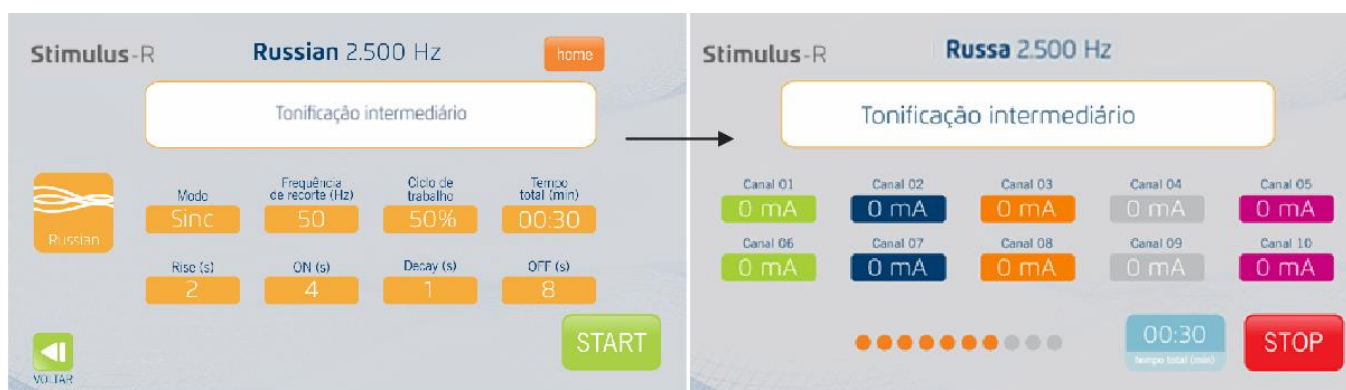 Stimulus-R
Russian 2.500 Hz
home
Tonificação intermediário
Russian
Modo
Sinc
Frequência
de recorte (Hz)
50
Ciclo de
trabalho
50%
Tempo
total (min)
00:30
Rise (s)
2
ON (s)
4
Decay (s)
1
OFF (s)
8
VOLTAR
START
Stimulus-R
Russa 2.500 Hz
Tonificação intermediário
Canal 01
0 mA
Canal 02
0 mA
Canal 03
0 mA
Canal 04
0 mA
Canal 05
0 mA
Canal 06
0 mA
Canal 07
0 mA
Canal 08
0 mA
Canal 09
0 mA
Canal 10
0 mA
00:30
tempo total (min)
STOP